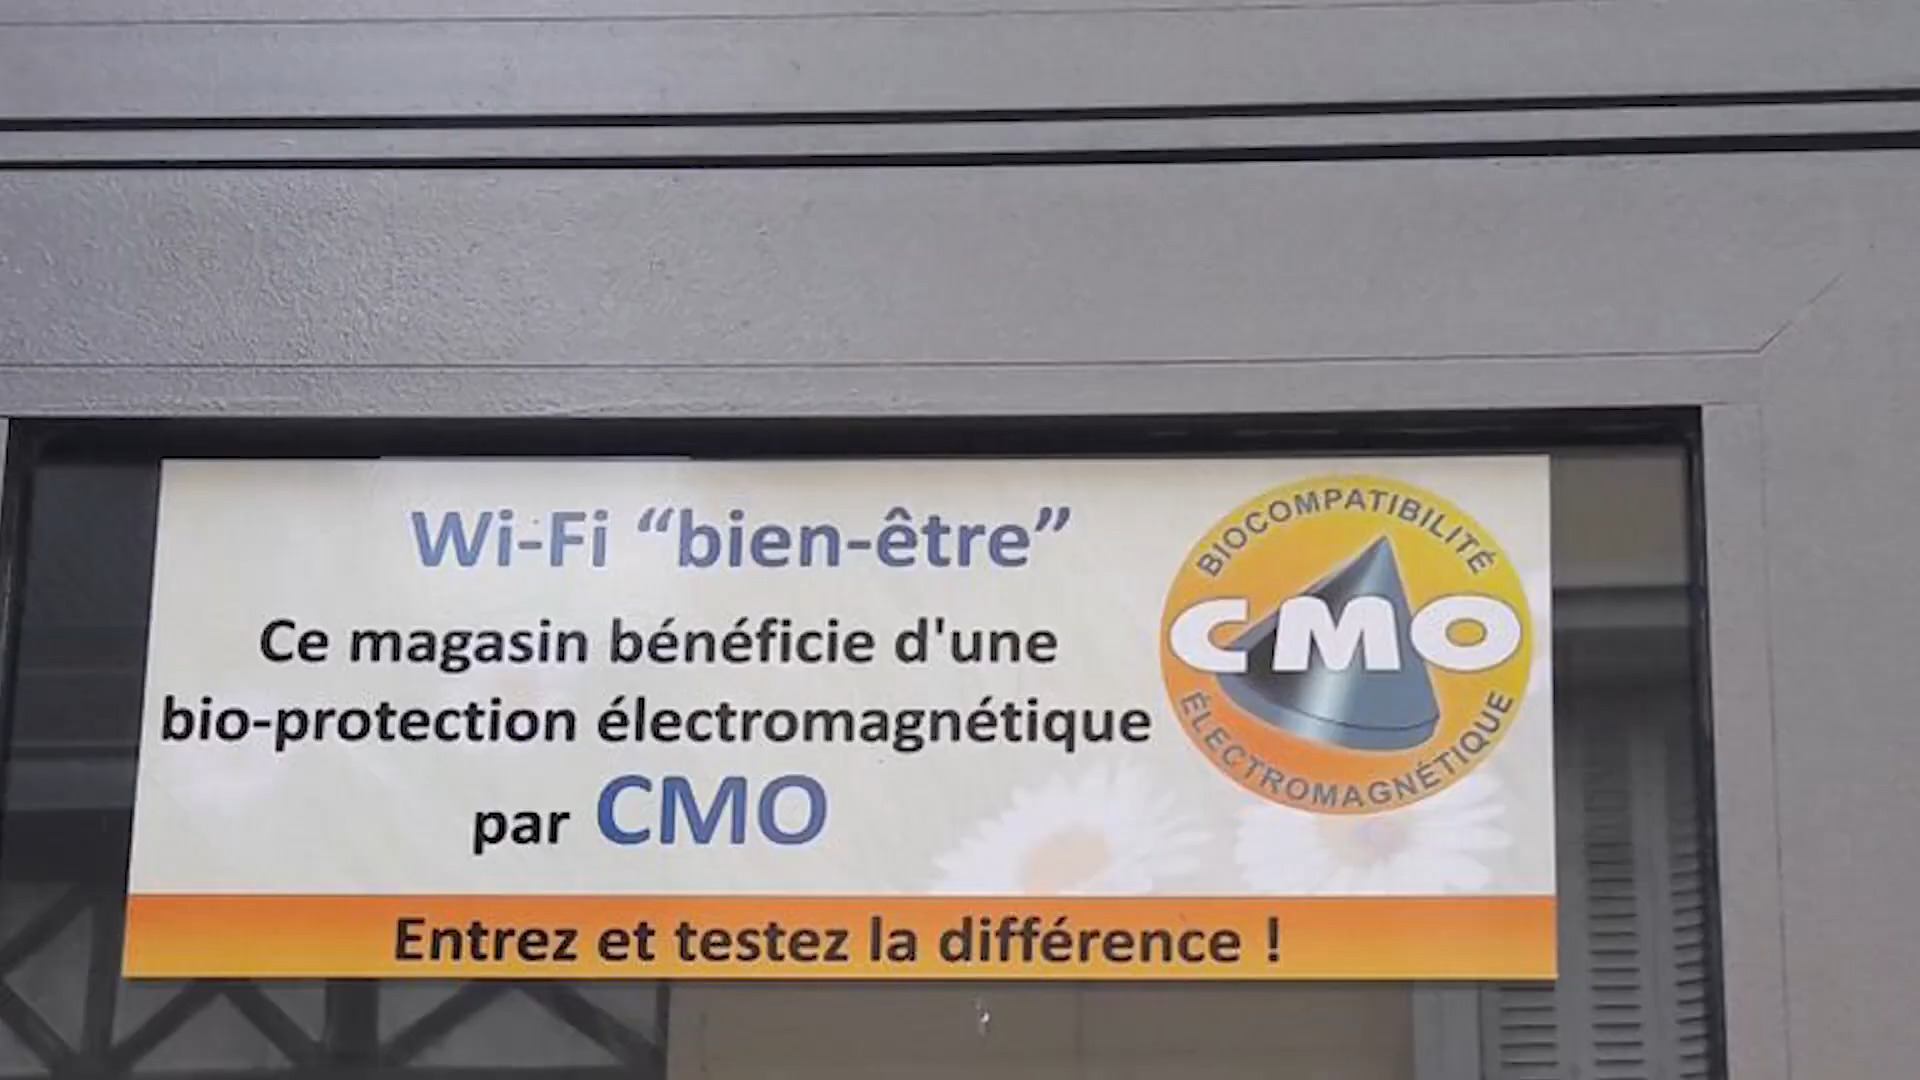 Wi-Fi “bien-être”
Ce magasin bénéficie d'une
bio-protection électromagnétique
par CMO
BIOCOMPATIBILITÉ
CMO
ÉLECTROMAGNÉTIQUE
Entrez et testez la différence !